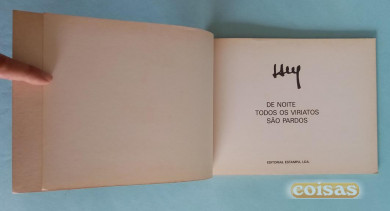 DE NOITE
TODOS OS VIRIATOS
SÃO PARDOS
EDITORIAL ESTAMPA, LDA.
coisas